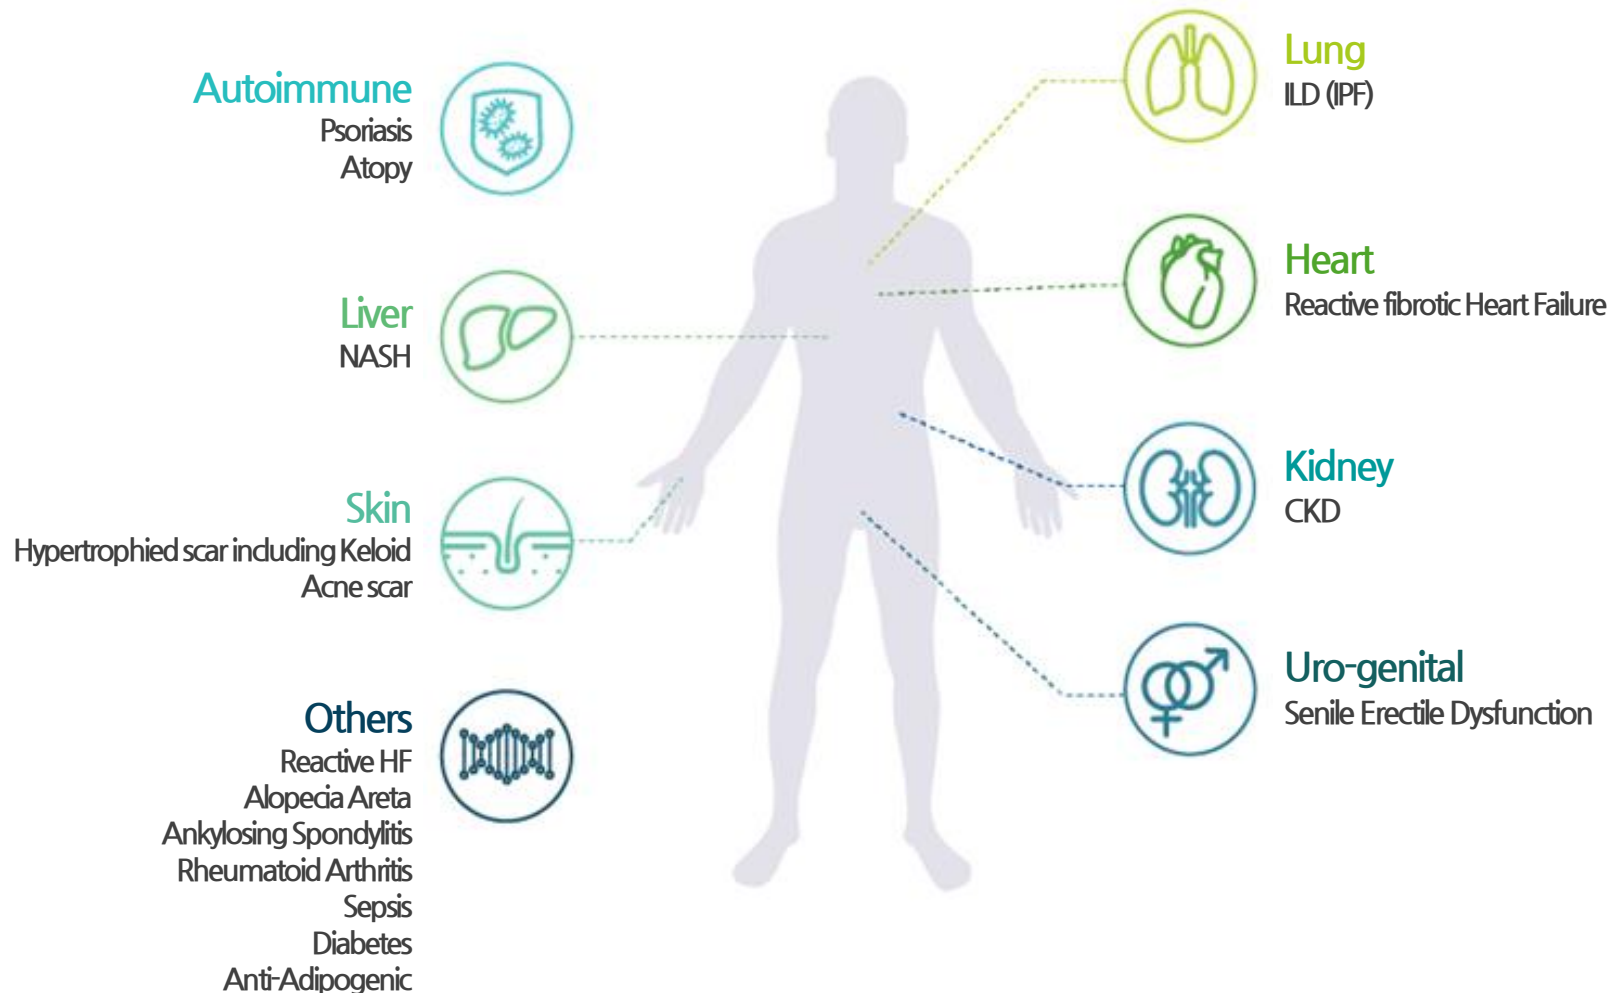 Autoimmune
Psoriasis
Atopy
Liver
NASH
Skin
Hypertrophied scar including Keloid
Acne scar
Others
Reactive HF
Alopecia Areta
Ankylosing Spondylitis
Rheumatoid Arthritis
Sepsis
Diabetes
Anti-Adipogenic
Lung
ILD (IPF)
Heart
Reactive fibrotic Heart Failure
Kidney
CKD
Uro-genital
Senile Erectile Dysfunction